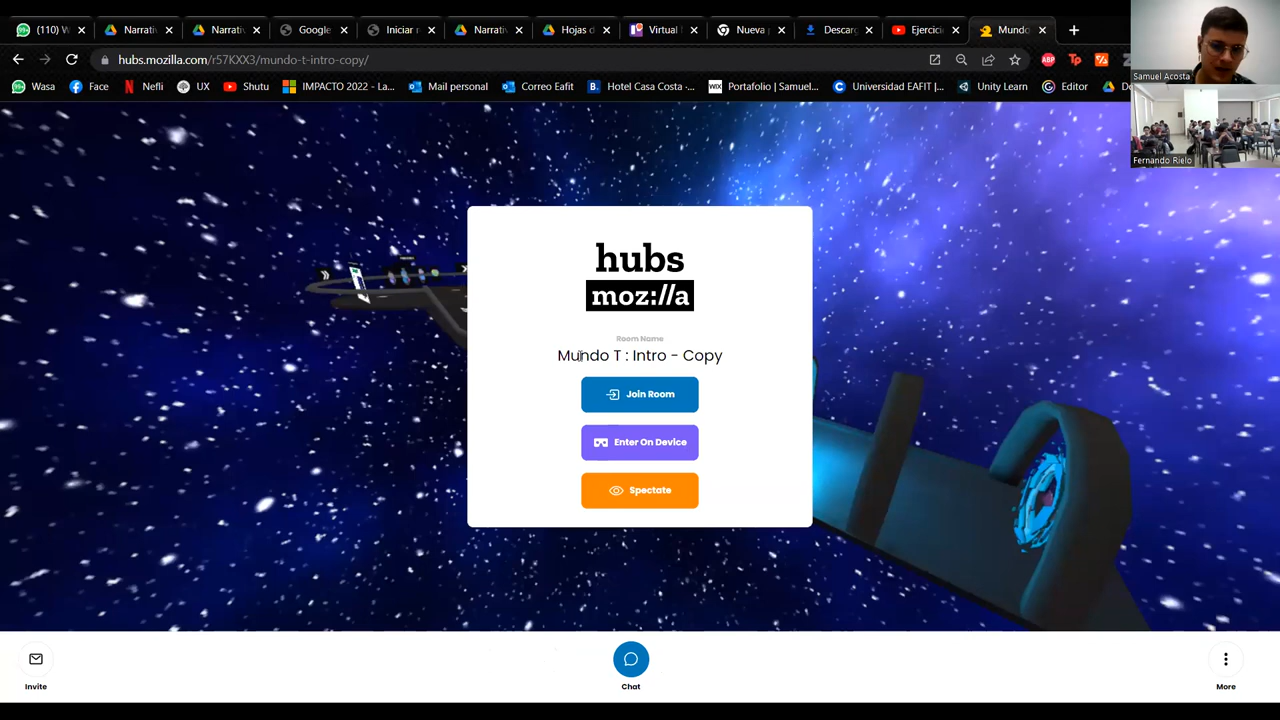 (110) W
Narrati
Narrati
Google
Iniciar
Narrati
Hojas d
Virtual
Nueva p
Descarg
Ejercici
Mundo
hubs.mozilla.com/r57KXX3/mundo-t-intro-copy/
ABP
Tp
Wasa
Face
Nefli
UX
Shutu
IMPACTO 2022 - La...
Mail personal
Correo Eafit
Hotel Casa Costa -...
Portafolio | Samuel...
Universidad EAFIT |...
Unity Learn
Editor
Samuel Acosta
Fernando Rielo
hubs
moz://a
Room Name
Mundo T : Intro - Copy
Join Room
Enter On Device
Spectate
Invite
Chat
More